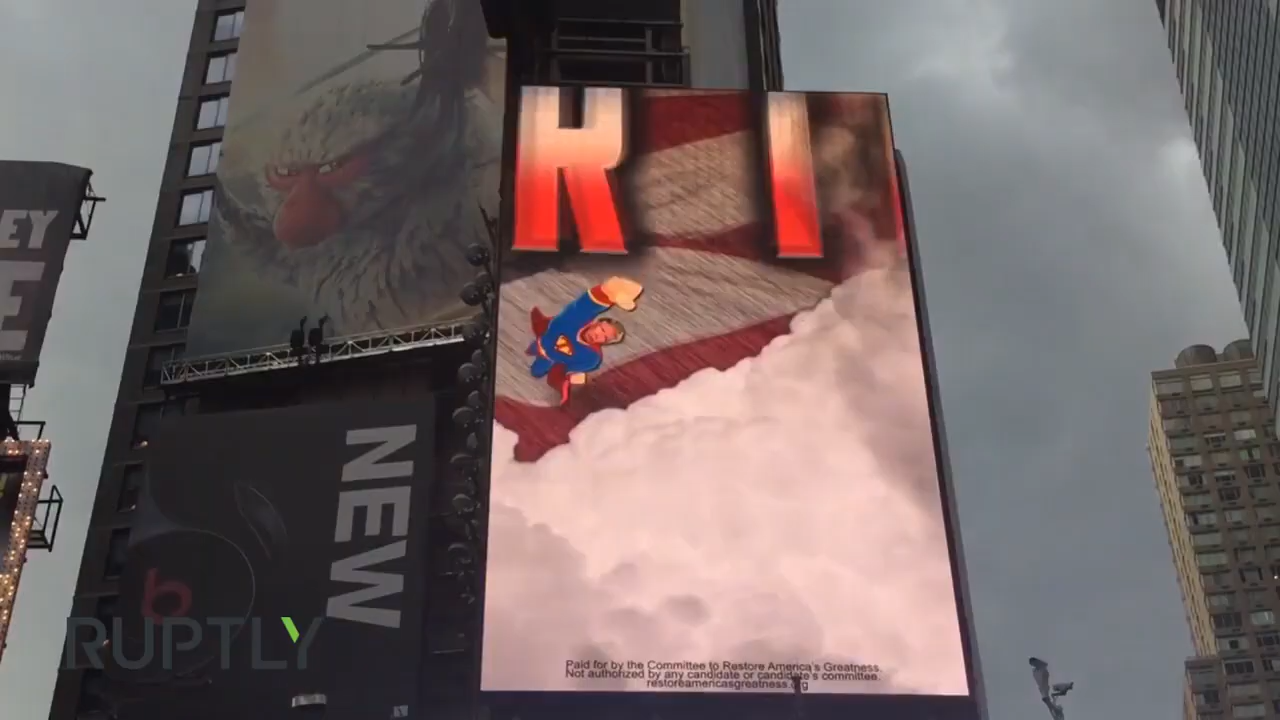 EY
E
R I
NEW
b
RUPTLY
Paid for by the Committee to Restore America's Greatness.
Not authorized by any candidate or candidate's committee.
restoreamericasgreatness.org